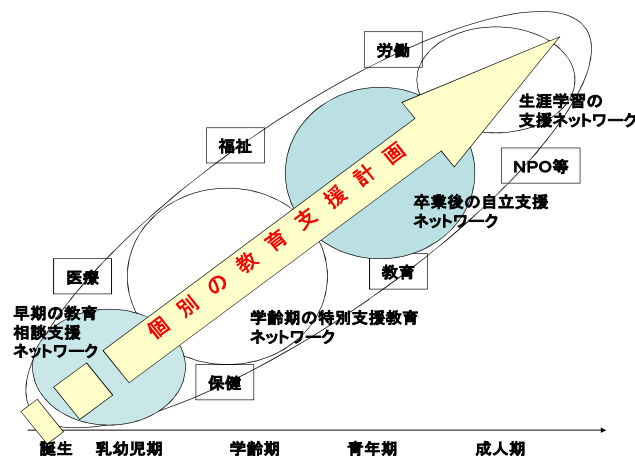 労働
生涯学習の
支援ネットワーク
福祉
NPO等
個別の教育支援計画
卒業後の自立支援
ネットワーク
医療
教育
早期の教育
相談支援
ネットワーク
学齢期の特別支援教育
ネットワーク
保健
誕生 乳幼児期 学齢期 青年期 成人期